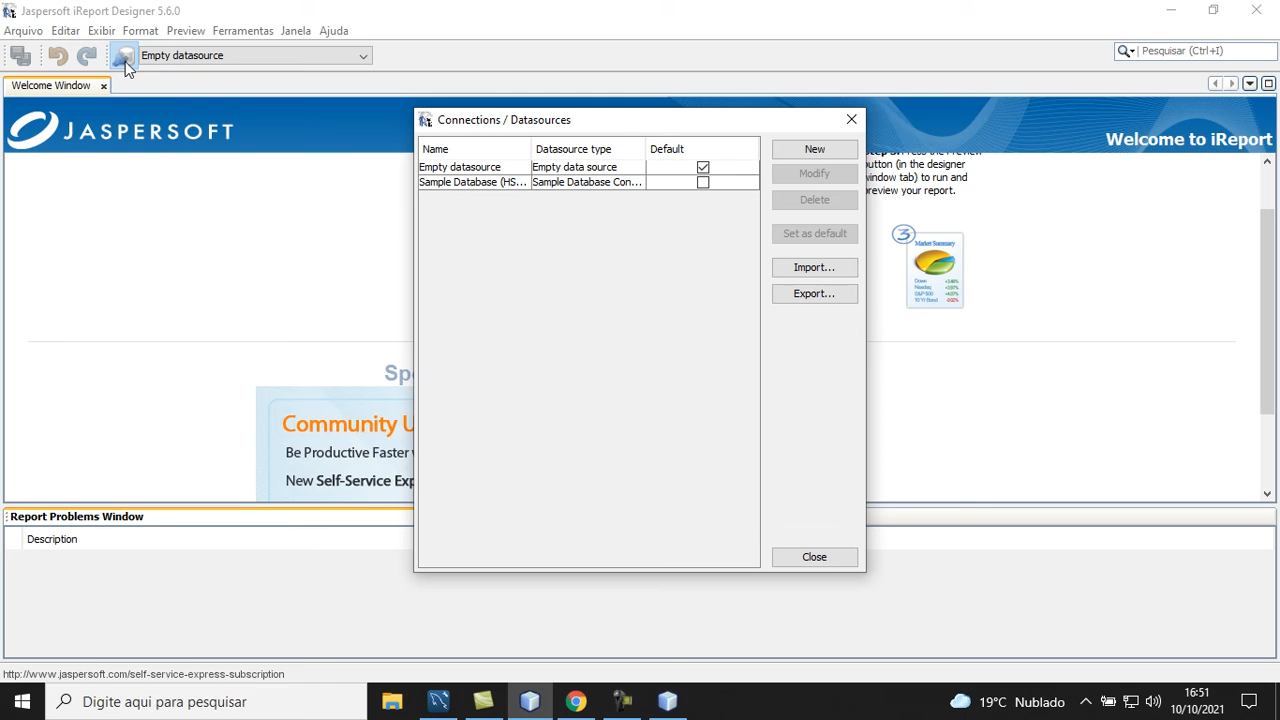 Jaspersoft iReport Designer 5.6.0
Arquivo Editar Exibir Format Preview Ferramentas Janela Ajuda
Empty datasource
Pesquisar (Ctrl+I)
Welcome Window
JASPERSOFT
Welcome to iReport
button (in the designer
window tab) to run and
preview your report.
3
Market Summary
Community U
Be Productive Faster
New Self-Service Exp
Connections / Datasources
Name Datasource type Default
Empty datasource Empty data source
Sample Database (HS... Sample Database Con...
New
Modify
Delete
Set as default
Import...
Export...
Close
Report Problems Window
Description
http://www.jaspersoft.com/self-service-express-subscription
Digite aqui para pesquisar
19°C Nublado
16:51
10/10/2021